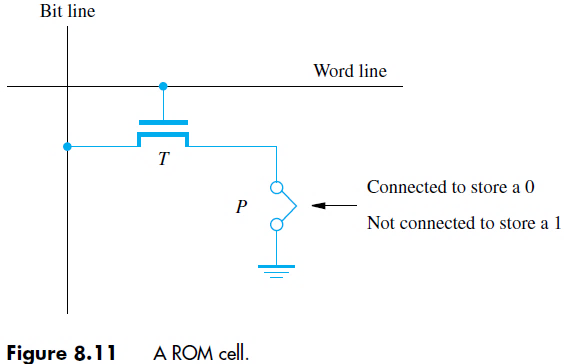 Bit line
Word line
T
P
Connected to store a 0
Not connected to store a 1
Figure 8.11 A ROM cell.